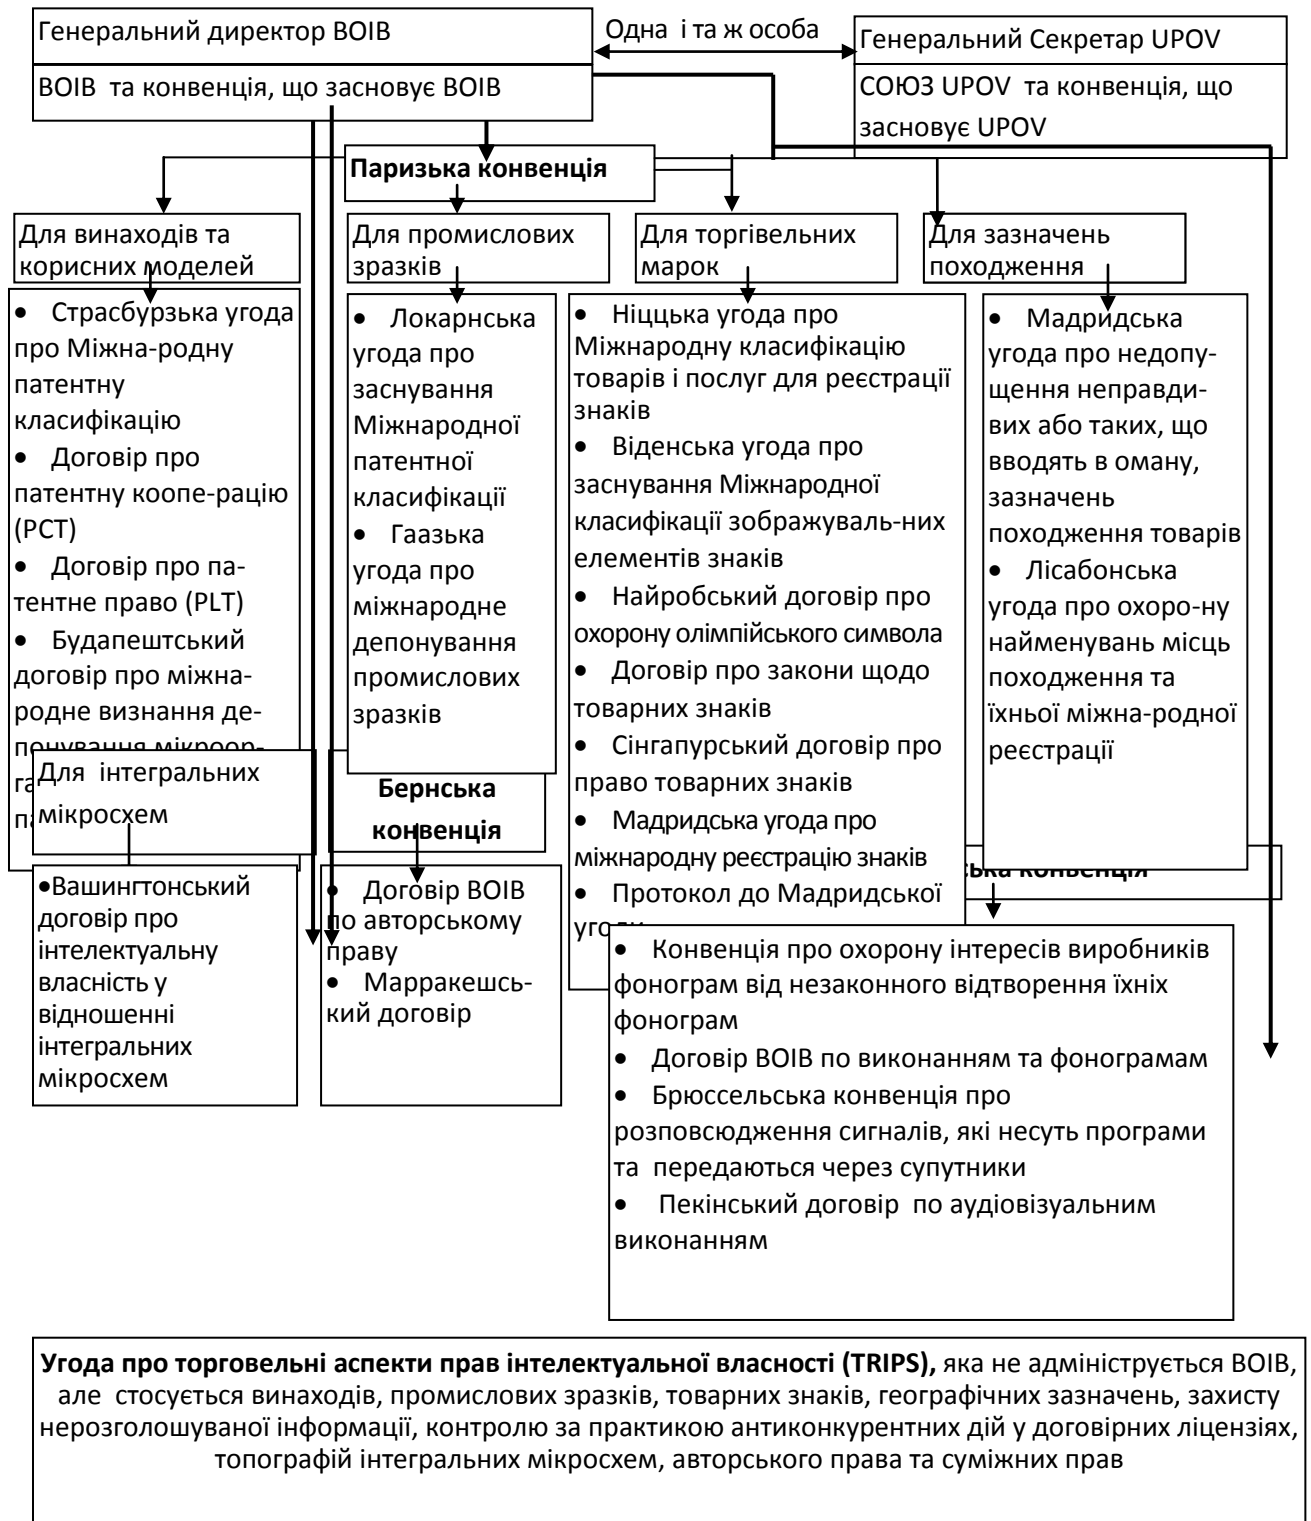 Генеральний директор ВОІВ
Одна і та ж особа
Генеральний Секретар UPOV
ВОІВ та конвенція, що засновує ВОІВ
СОЮЗ UPOV та конвенція, що
засновує UPOV
Паризька конвенція
Для винаходів та
корисних моделей
Для промислових
зразків
Для торгівельних
марок
Для зазначень
походження
• Страсбурзька угода
про Міжна-родну
патентну
класифікацію
• Договір про
патентну коопе-рацію
(PCT)
• Договір про па-
тентне право (PLT)
• Будапештський
договір про міжна-
родне визнання де-
понування мікроор-
• Локарнська
угода про
заснування
Міжнародної
патентної
класифікації
• Гаазька
угода про
міжнародне
депонування
промислових
зразків
• Ніццька угода про
Міжнародну класифікацію
товарів і послуг для реєстрації
знаків
• Віденська угода про
заснування Міжнародної
класифікації зображуваль-них
елементів знаків
• Найробський договір про
охорону олімпійського символа
• Договір про закони щодо
товарних знаків
• Сінгапурський договір про
право товарних знаків
• Мадридська угода про
міжнародну реєстрацію знаків
• Протокол до Мадридської
угоди
• Мадридська
угода про недопу-
щення неправди-
вих або таких, що
вводять в оману,
зазначень
походження товарів
• Лісабонська
угода про охоро-ну
найменувань місць
походження та
їхньої міжна-родної
реєстрації
Для інтегральних
мікросхем
Бернська
конвенція
конвенція
•Вашингтонський
договір про
інтелектуальну
власність у
відношенні
інтегральних
мікросхем
• Договір ВОІВ
по авторському
праву
• Марракешсь-
кий договір
• Конвенція про охорону інтересів виробників
фонограм від незаконного відтворення їхніх
фонограм
• Договір ВОІВ по виконанням та фонограмам
• Брюссельська конвенція про
розповсюдження сигналів, які несуть програми
та передаються через супутники
• Пекінський договір по аудіовізуальним
виконанням
Угода про торговельні аспекти прав інтелектуальної власності (TRIPS), яка не адмініструється ВОІВ,
але стосується винаходів, промислових зразків, товарних знаків, географічних зазначень, захисту
нерозголошуваної інформації, контролю за практикою антиконкурентних дій у договірних ліцензіях,
топографій інтегральних мікросхем, авторського права та суміжних прав